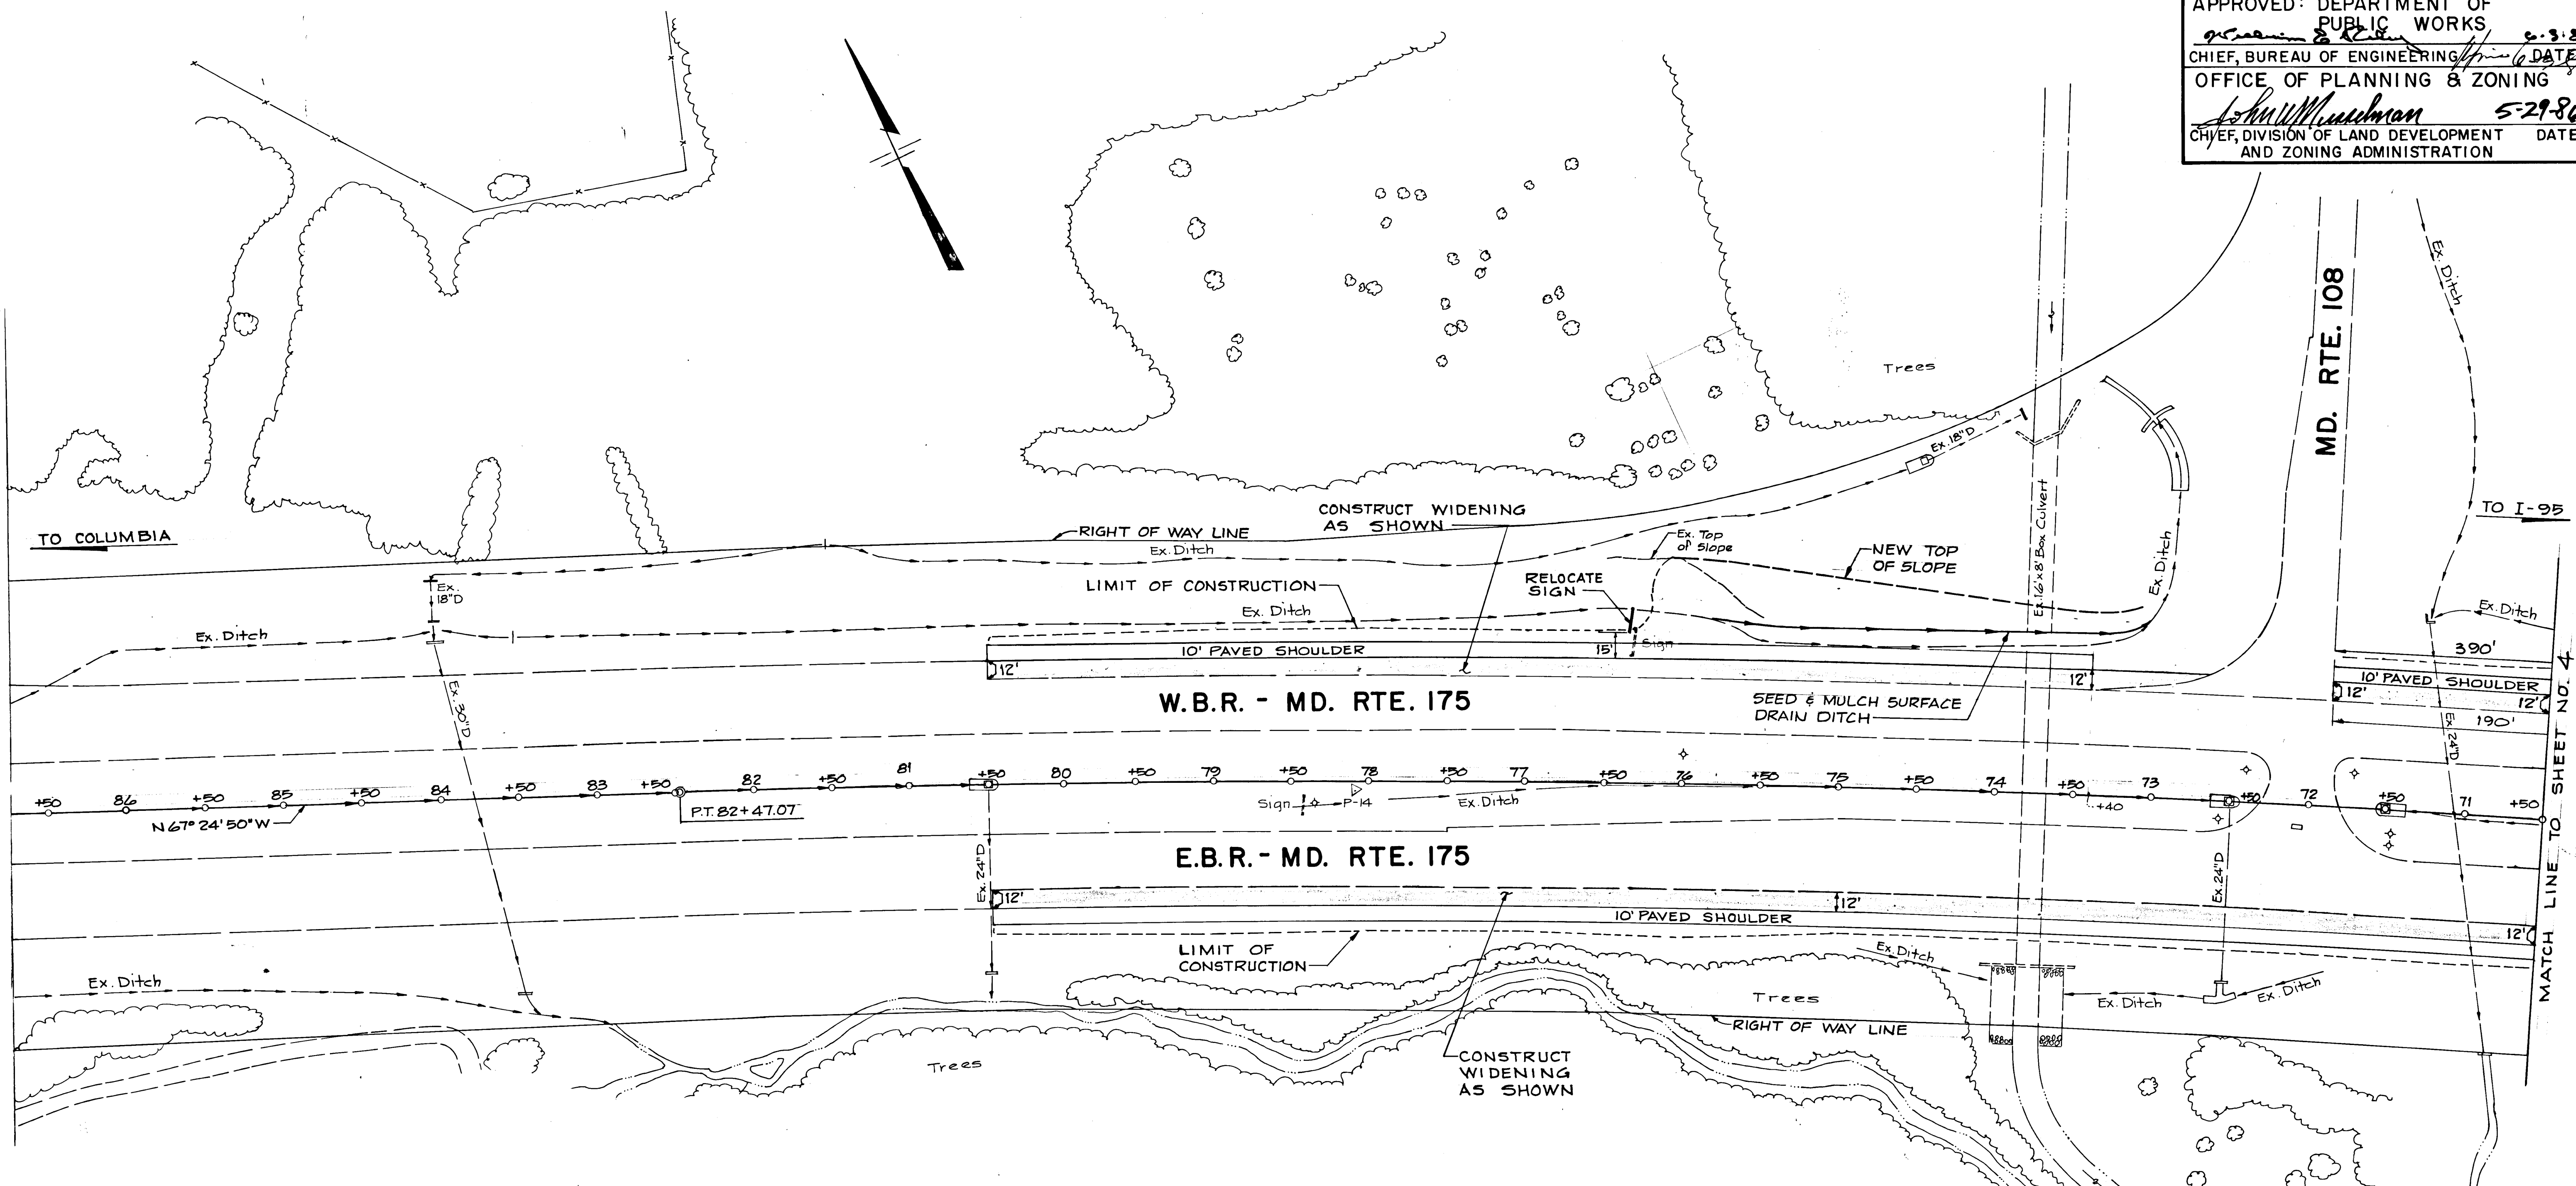 APPROVED: DEPARTMENT OF
PUBLIC WORKS
CHIEF, BUREAU OF ENGINEERING DATE
OFFICE OF PLANNING & ZONING
John W Musselman 5-29-86
CHIEF, DIVISION OF LAND DEVELOPMENT DATE
AND ZONING ADMINISTRATION
MD. RTE. 108
Ex. Ditch
Trees
Ex. 18"D
TO COLUMBIA
RIGHT OF WAY LINE
CONSTRUCT WIDENING
AS SHOWN
Ex. Ditch
Ex. Top
of Slope
NEW TOP
OF SLOPE
Ex. 16'x8' Box Culvert
Ex. Ditch
TO I-95
Ex.
18"D
LIMIT OF CONSTRUCTION
RELOCATE
SIGN
Ex. Ditch
Ex. Ditch
Ex. Ditch
10' PAVED SHOULDER
15'
Sign
12'
12'
390'
10' PAVED SHOULDER
12'
12'
190'
Ex. 30"D
W.B.R. - MD. RTE. 175
SEED & MULCH SURFACE
DRAIN DITCH
Ex. 24"D
+50 86 +50 85 +50 84 +50 83 +50 82 +50 81 +50 80 +50 79 +50 78 +50 77 +50 76 +50 75 +50 74 +50 73 +50 72 +50 71 +50
+40
N67°24'50"W
P.T. 82+47.07
Sign
P-14
Ex. Ditch
E.B.R. - MD. RTE. 175
Ex. 24"D
Ex. 24"D
12'
12'
10' PAVED SHOULDER
12'
LIMIT OF
CONSTRUCTION
Ex. Ditch
Ex. Ditch
Trees
Ex. Ditch
Ex. Ditch
RIGHT OF WAY LINE
Trees
CONSTRUCT
WIDENING
AS SHOWN
MATCH LINE TO SHEET NO. 4